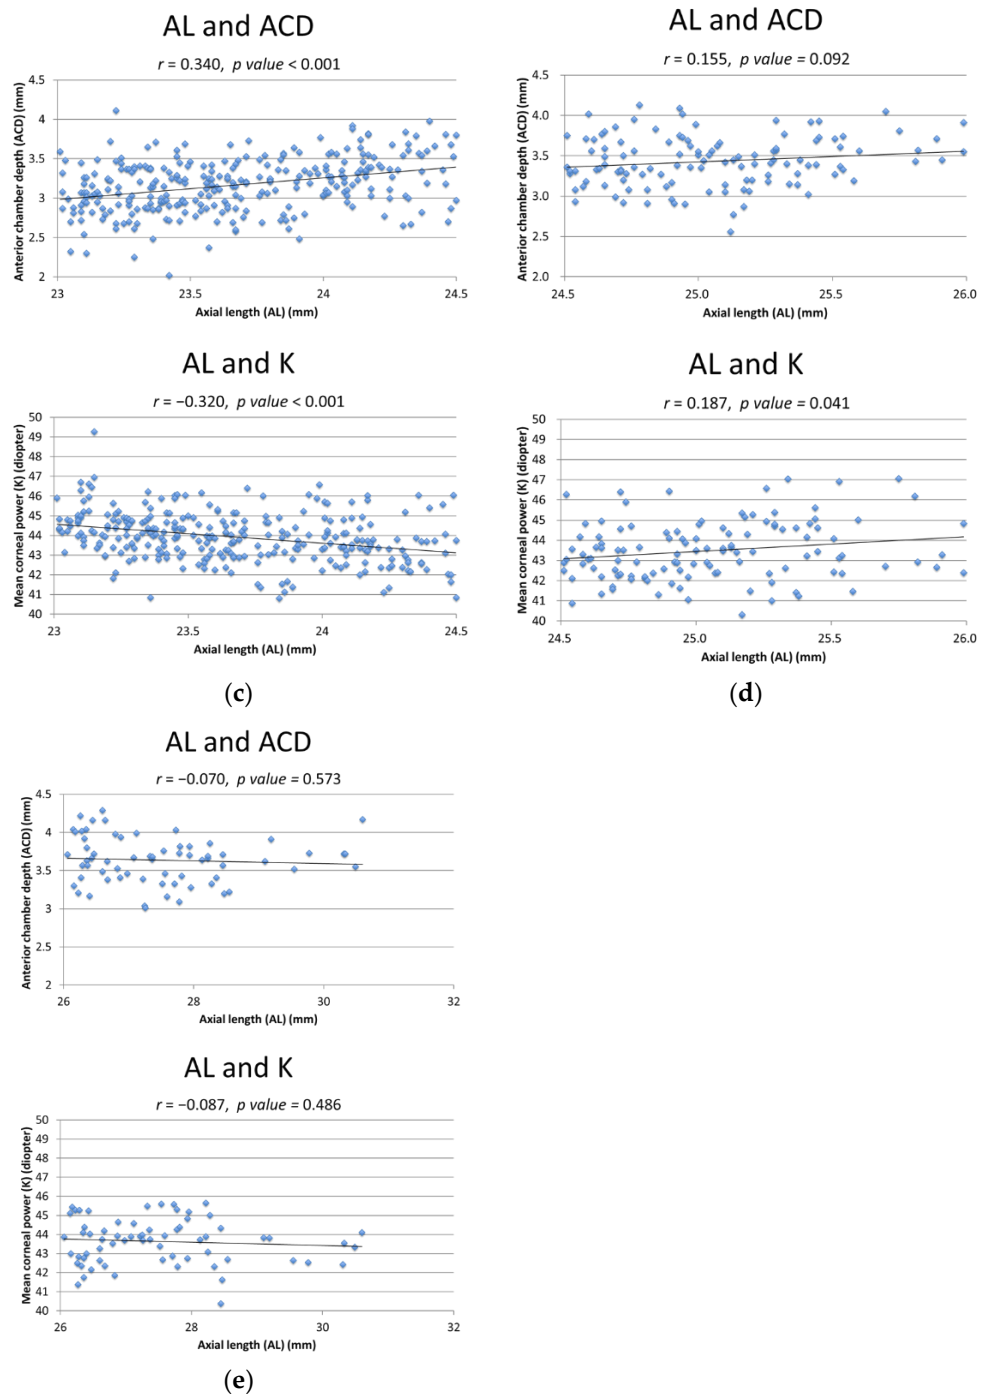 AL and ACD
r = 0.340, p value < 0.001
4.5
4
3.5
3
2.5
2
Anterior chamber depth (ACD) (mm)
23
23.5
24
24.5
Axial length (AL) (mm)
AL and K
r = −0.320, p value < 0.001
50
49
48
47
46
45
44
43
42
41
40
Mean corneal power (K) (diopter)
23
23.5
24
24.5
Axial length (AL) (mm)
(c)
AL and ACD
r = 0.155, p value = 0.092
4.5
4.0
3.5
3.0
2.5
2.0
Anterior chamber depth (ACD) (mm)
24.5
25.0
25.5
26.0
Axial length (AL) (mm)
AL and K
r = 0.187, p value = 0.041
50
49
48
47
46
45
44
43
42
41
40
Mean corneal power (K) (diopter)
24.5
25.0
25.5
26.0
Axial length (AL) (mm)
(d)
AL and ACD
r = −0.070, p value = 0.573
4.5
4
3.5
3
2.5
2
Anterior chamber depth (ACD) (mm)
26
28
30
32
Axial length (AL) (mm)
AL and K
r = −0.087, p value = 0.486
50
49
48
47
46
45
44
43
42
41
40
Mean corneal power (K) (diopter)
26
28
30
32
Axial length (AL) (mm)
(e)